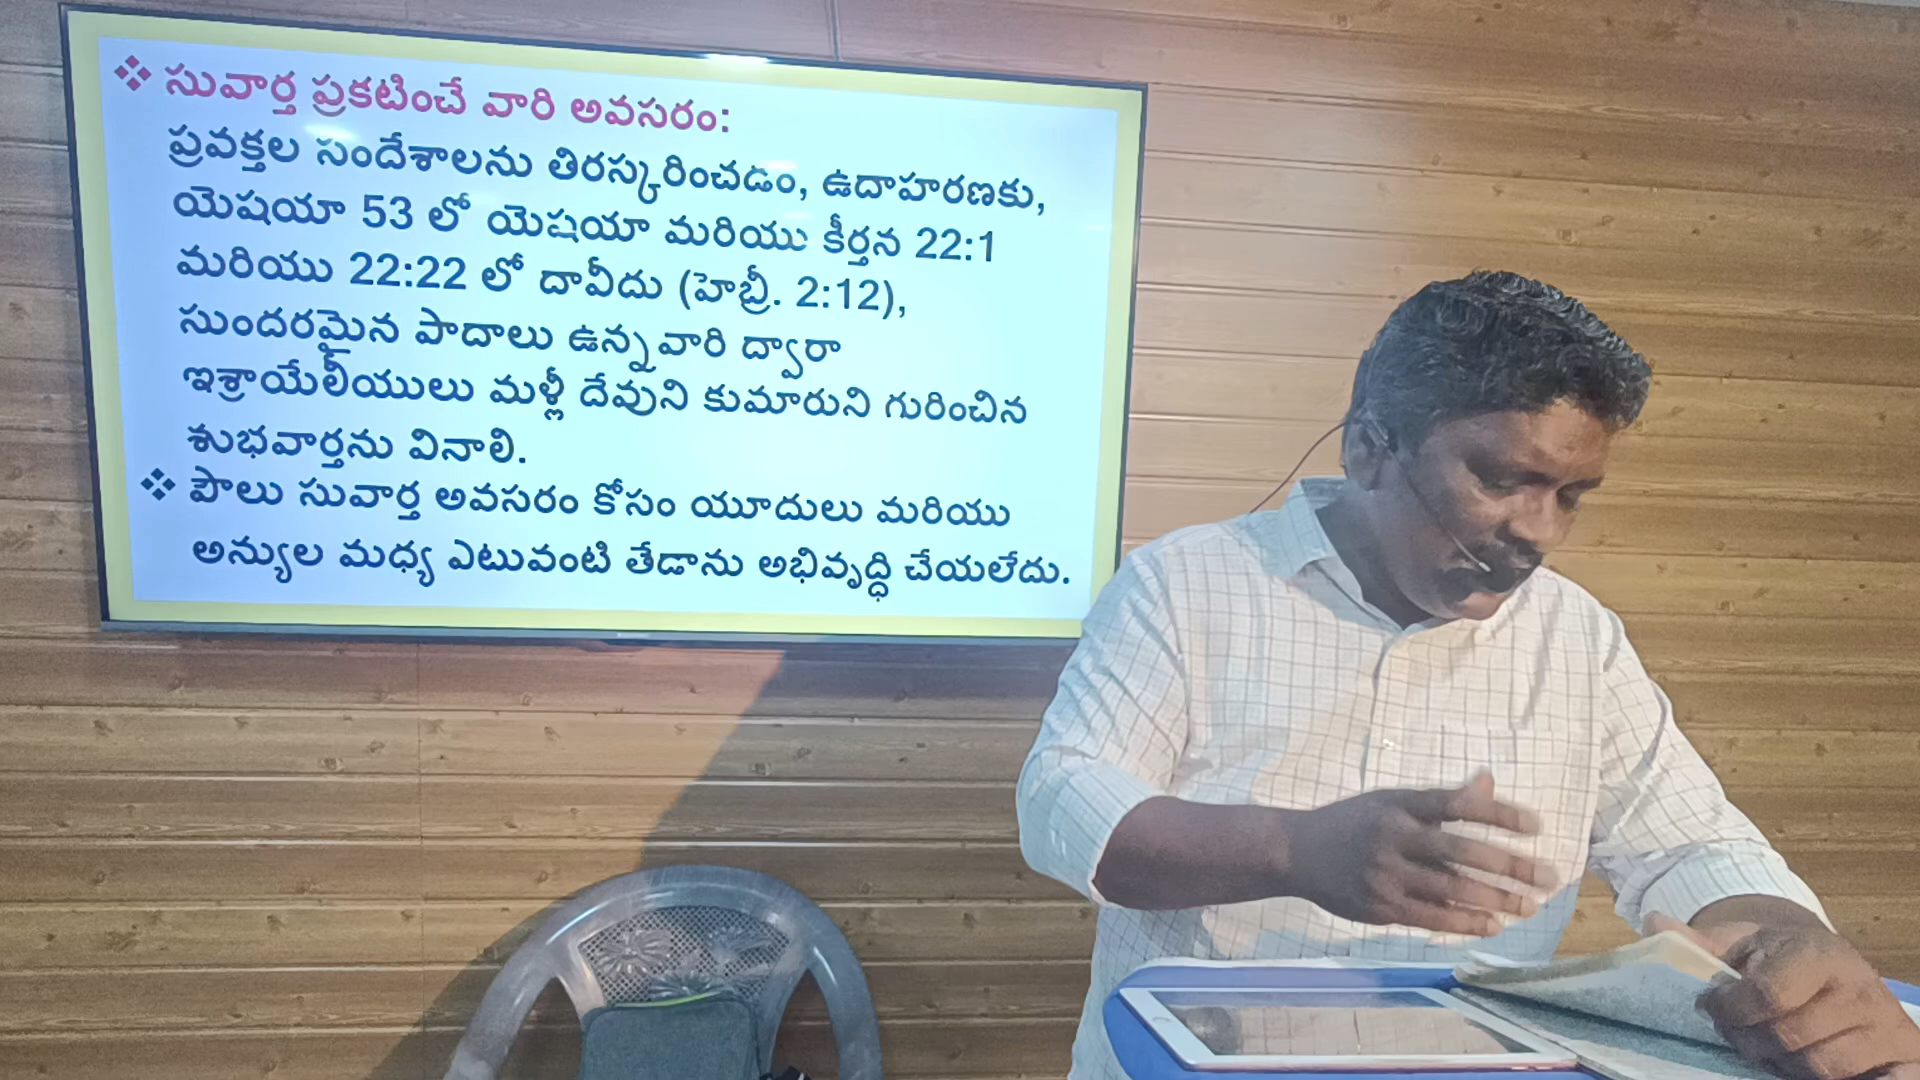 ❖ సువార్త ప్రకటించే వారి అవసరం:
ప్రవక్తల సందేశాలను తిరస్కరించడం, ఉదాహరణకు,
యెషయా 53 లో యెషయా మరియు కీర్తన 22:1
మరియు 22:22 లో దావీదు (హెబ్రీ. 2:12),
సుందరమైన పాదాలు ఉన్నవారి ద్వారా
ఇశ్రాయేలీయులు మళ్లీ దేవుని కుమారుని గురించిన
శుభవార్తను వినాలి.
❖ పౌలు సువార్త అవసరం కోసం యూదులు మరియు
అన్యుల మధ్య ఎటువంటి తేడాను అభివృద్ధి చేయలేదు.